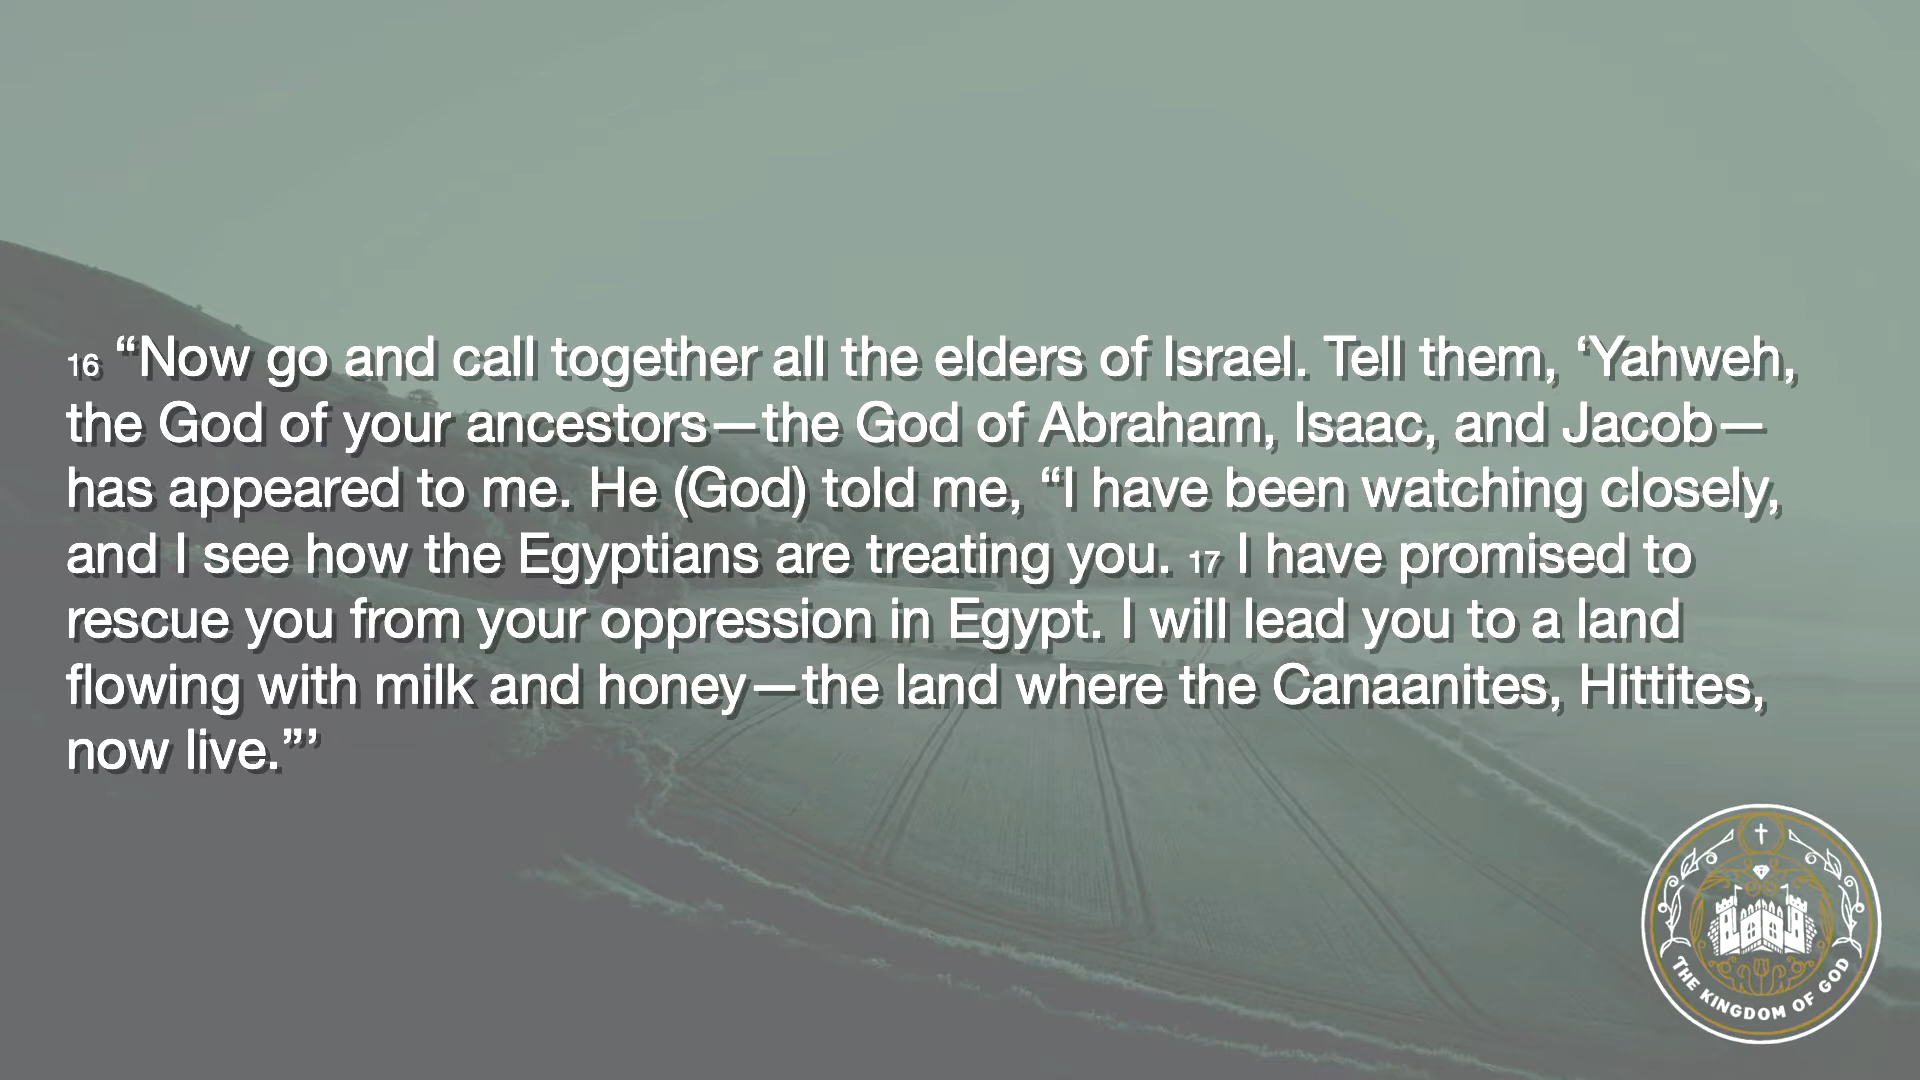 16 “Now go and call together all the elders of Israel. Tell them, ‘Yahweh,
the God of your ancestors—the God of Abraham, Isaac, and Jacob—
has appeared to me. He (God) told me, “I have been watching closely,
and I see how the Egyptians are treating you. 17 I have promised to
rescue you from your oppression in Egypt. I will lead you to a land
flowing with milk and honey—the land where the Canaanites, Hittites,
now live.”’
THE KINGDOM OF GOD